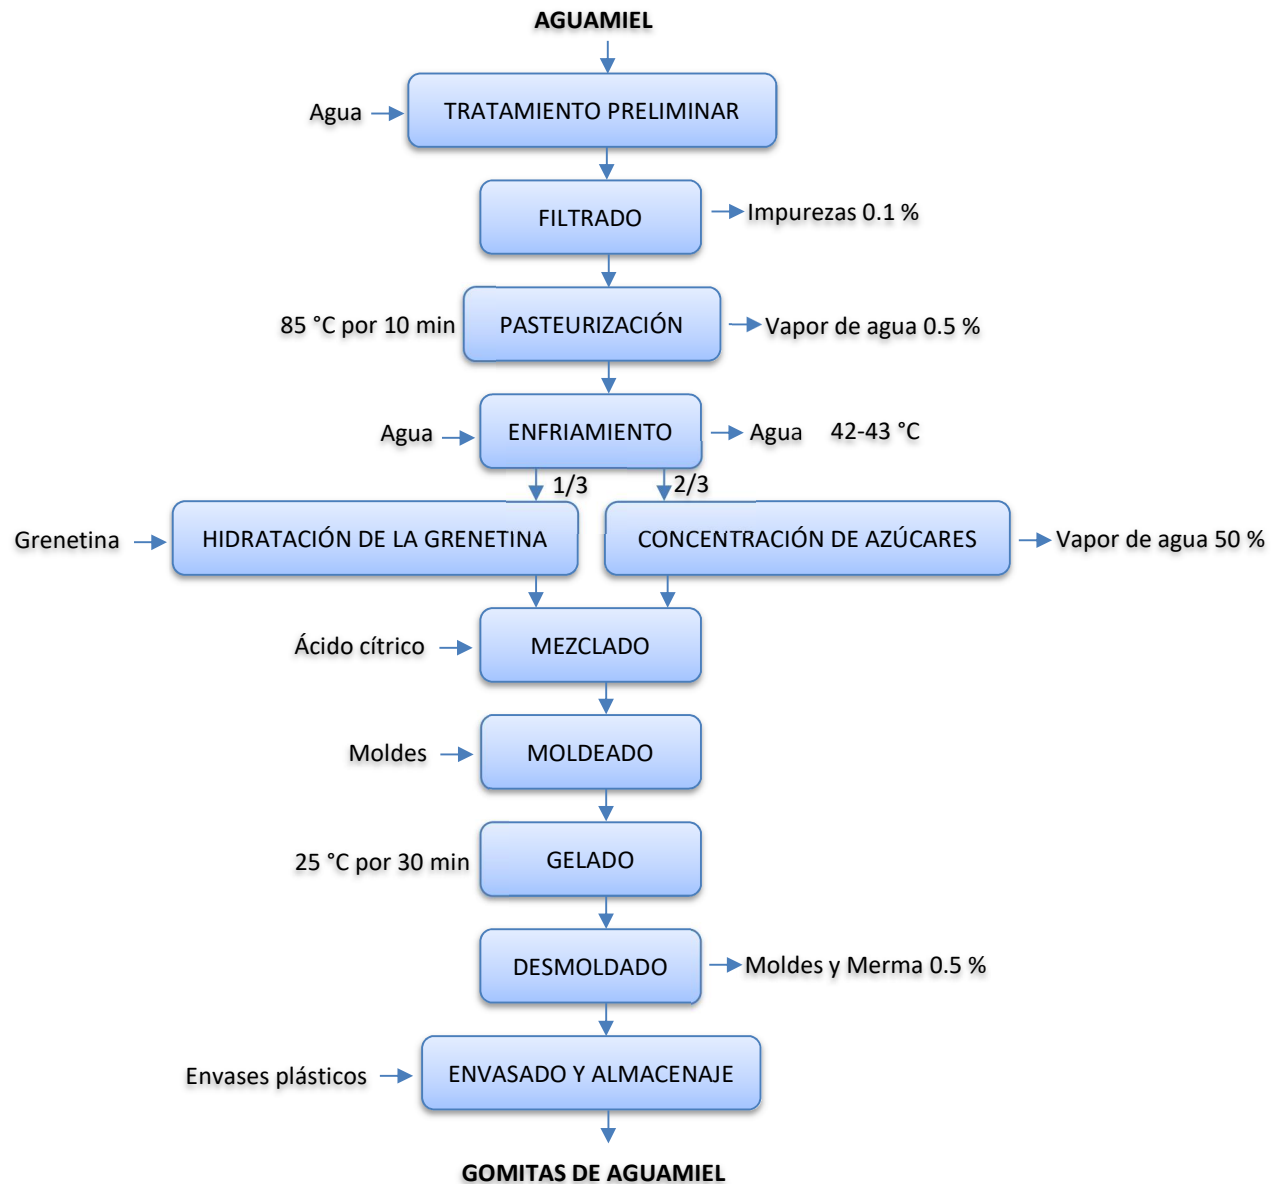 AGUAMIEL
Agua
TRATAMIENTO PRELIMINAR
FILTRADO
Impurezas 0.1 %
85 °C por 10 min
PASTEURIZACIÓN
Vapor de agua 0.5 %
Agua
ENFRIAMIENTO
Agua
42-43 °C
1/3
2/3
Grenetina
HIDRATACIÓN DE LA GRENETINA
CONCENTRACIÓN DE AZÚCARES
Vapor de agua 50 %
Ácido cítrico
MEZCLADO
Moldes
MOLDEADO
25 °C por 30 min
GELADO
DESMOLDADO
Moldes y Merma 0.5 %
Envases plásticos
ENVASADO Y ALMACENAJE
GOMITAS DE AGUAMIEL